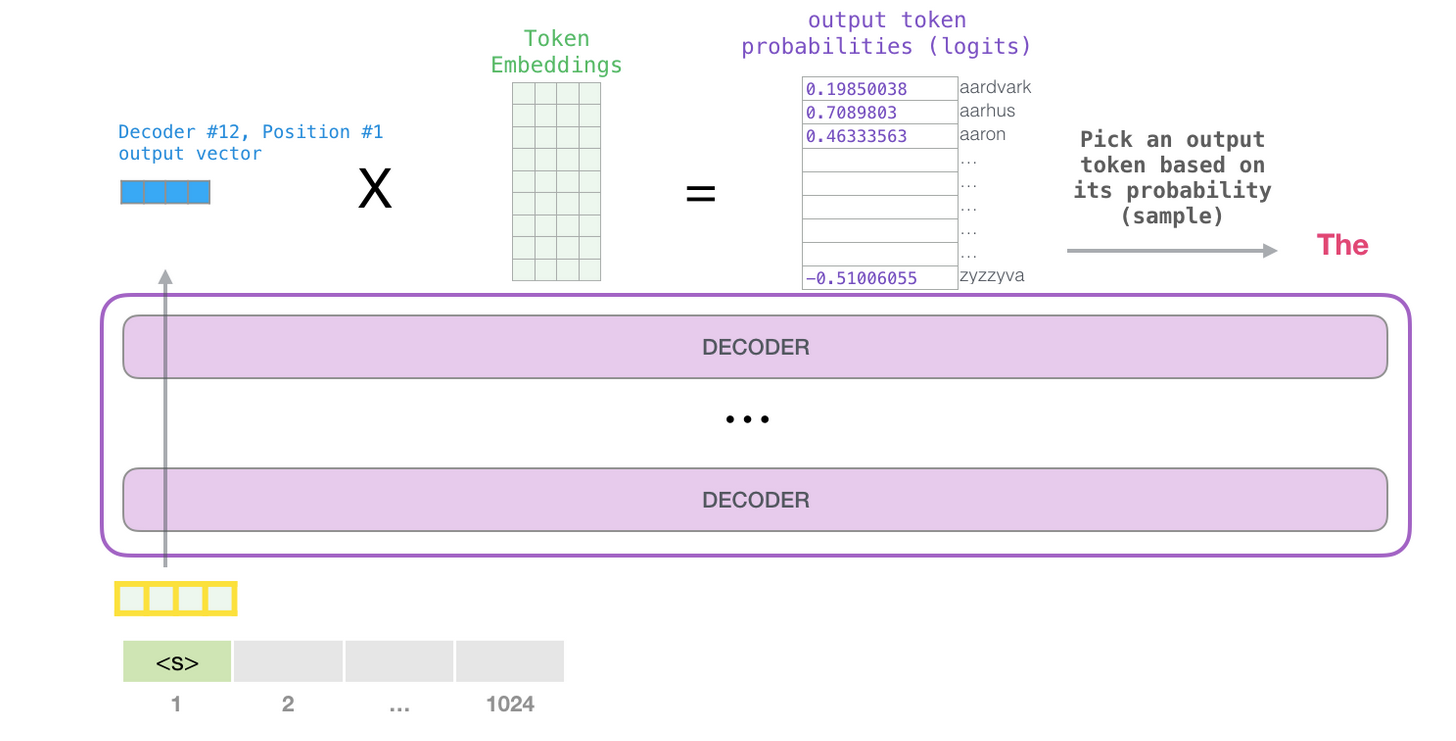 output token
probabilities (logits)
Token
Embeddings
Decoder #12, Position #1
output vector
X
=
0.19850038 aardvark
0.7089803 aarhus
0.46333563 aaron
...
...
...
...
...
−0.51006055 zyzzyva
Pick an output
token based on
its probability
(sample)
The
DECODER
...
DECODER
<s>
1 2 ... 1024